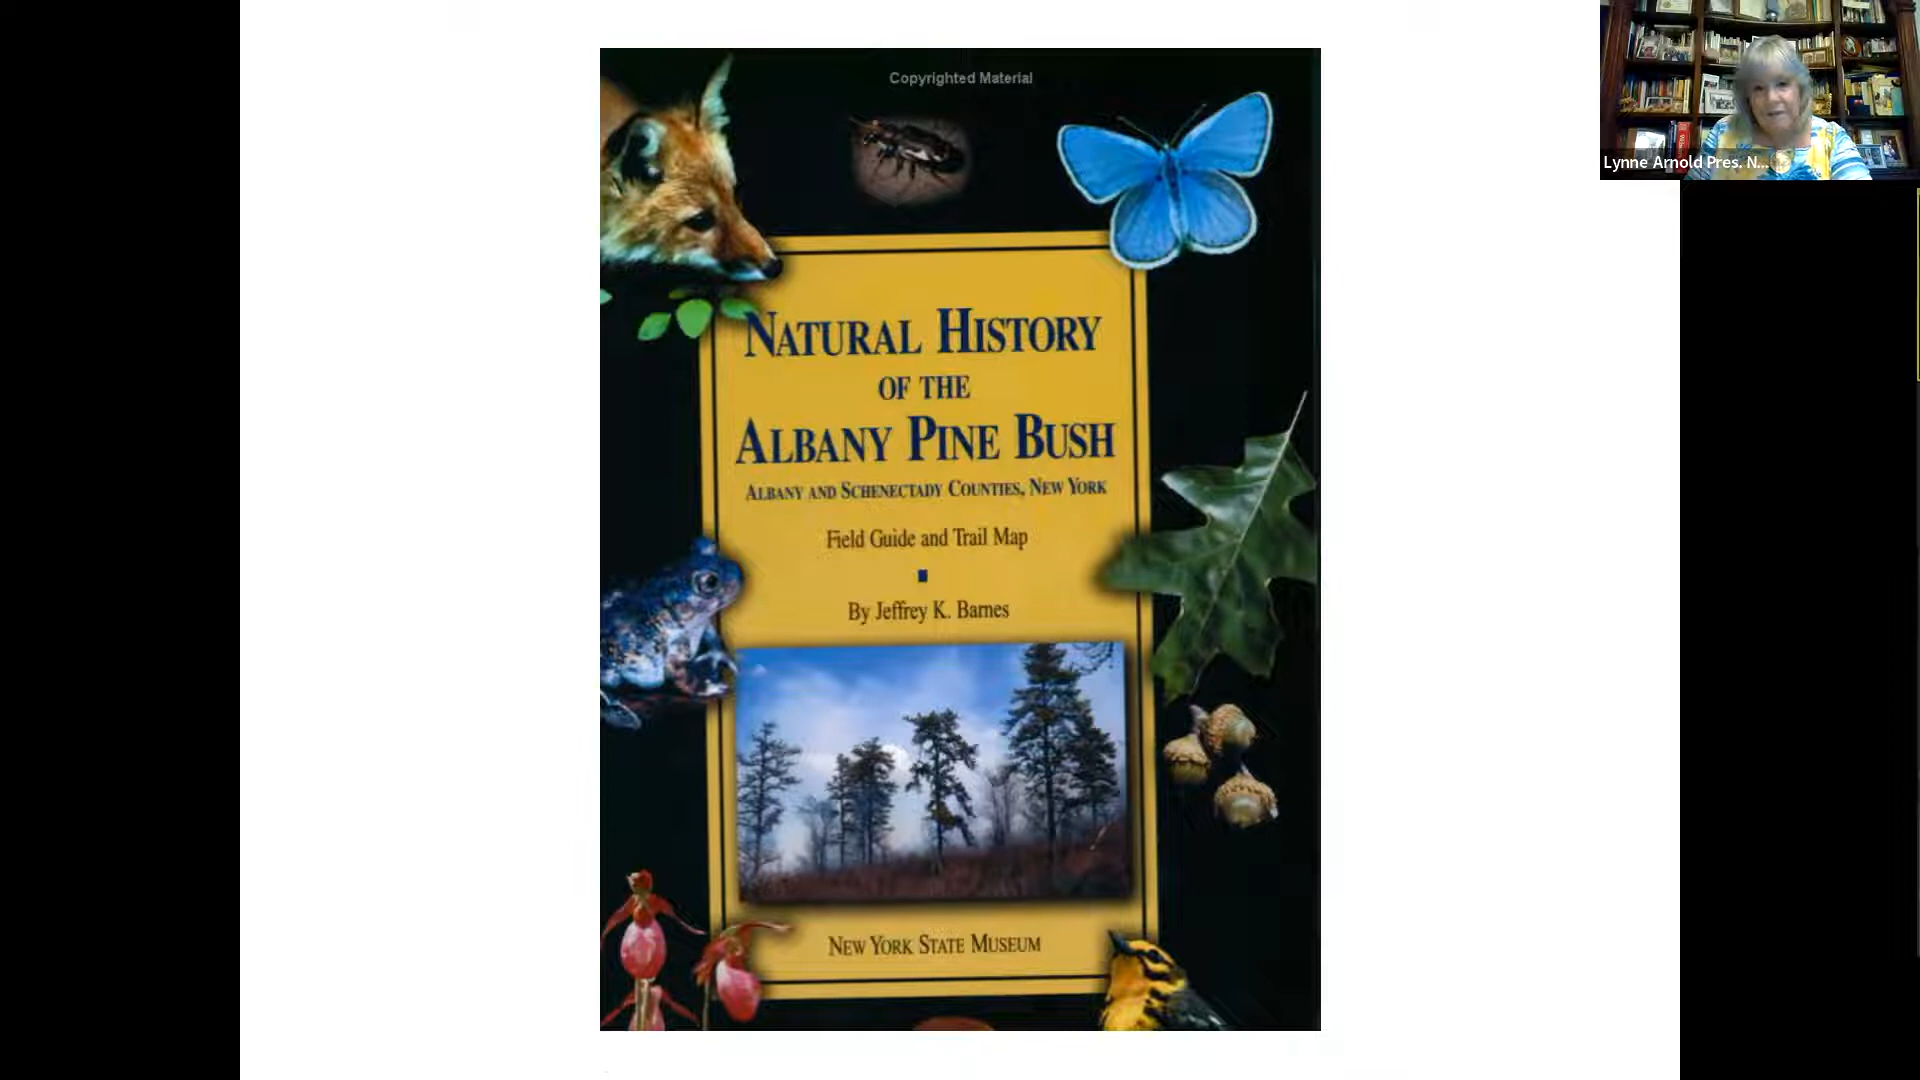 Copyrighted Material
Lynne Arnold Pres. N...
NATURAL HISTORY
OF THE
ALBANY PINE BUSH
ALBANY AND SCHENECTADY COUNTIES, NEW YORK
Field Guide and Trail Map
By Jeffrey K. Barnes
NEW YORK STATE MUSEUM